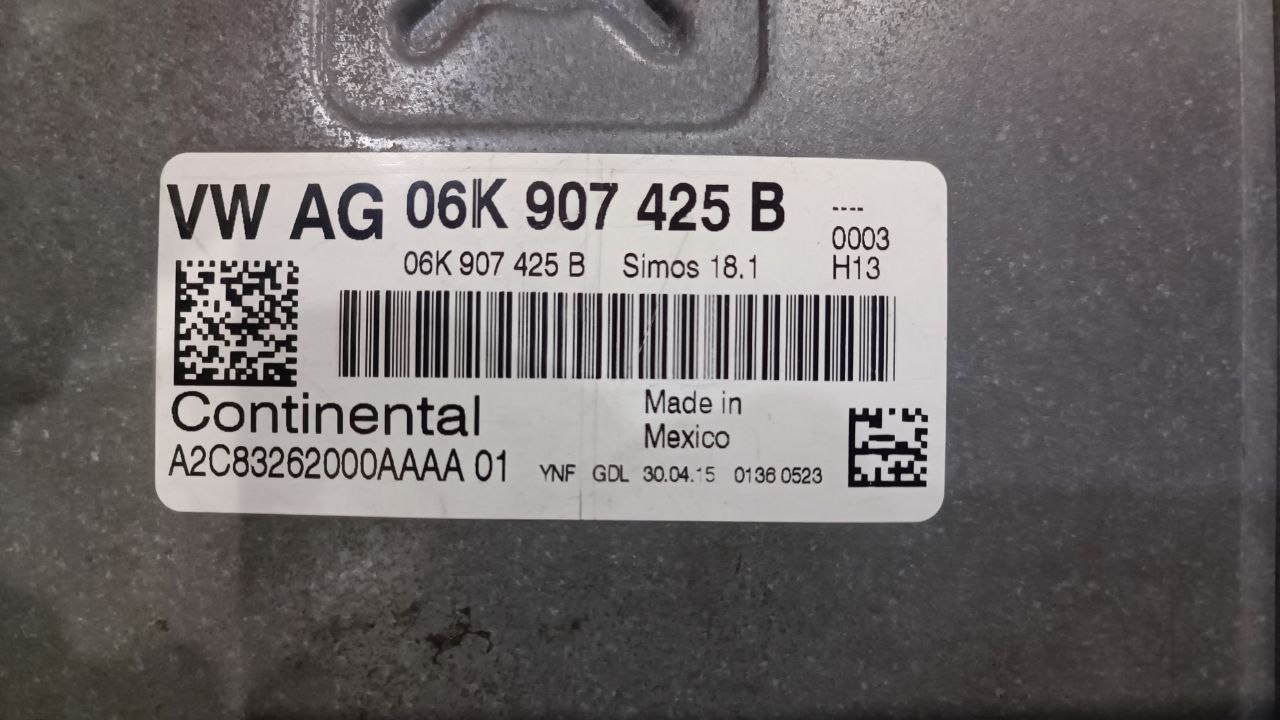 VW AG 06K 907 425 B
----
0003
06K 907 425 B Simos 18.1 H13
Continental
Made in
Mexico
A2C83262000AAAA 01 YNF GDL 30.04.15 0136 0523